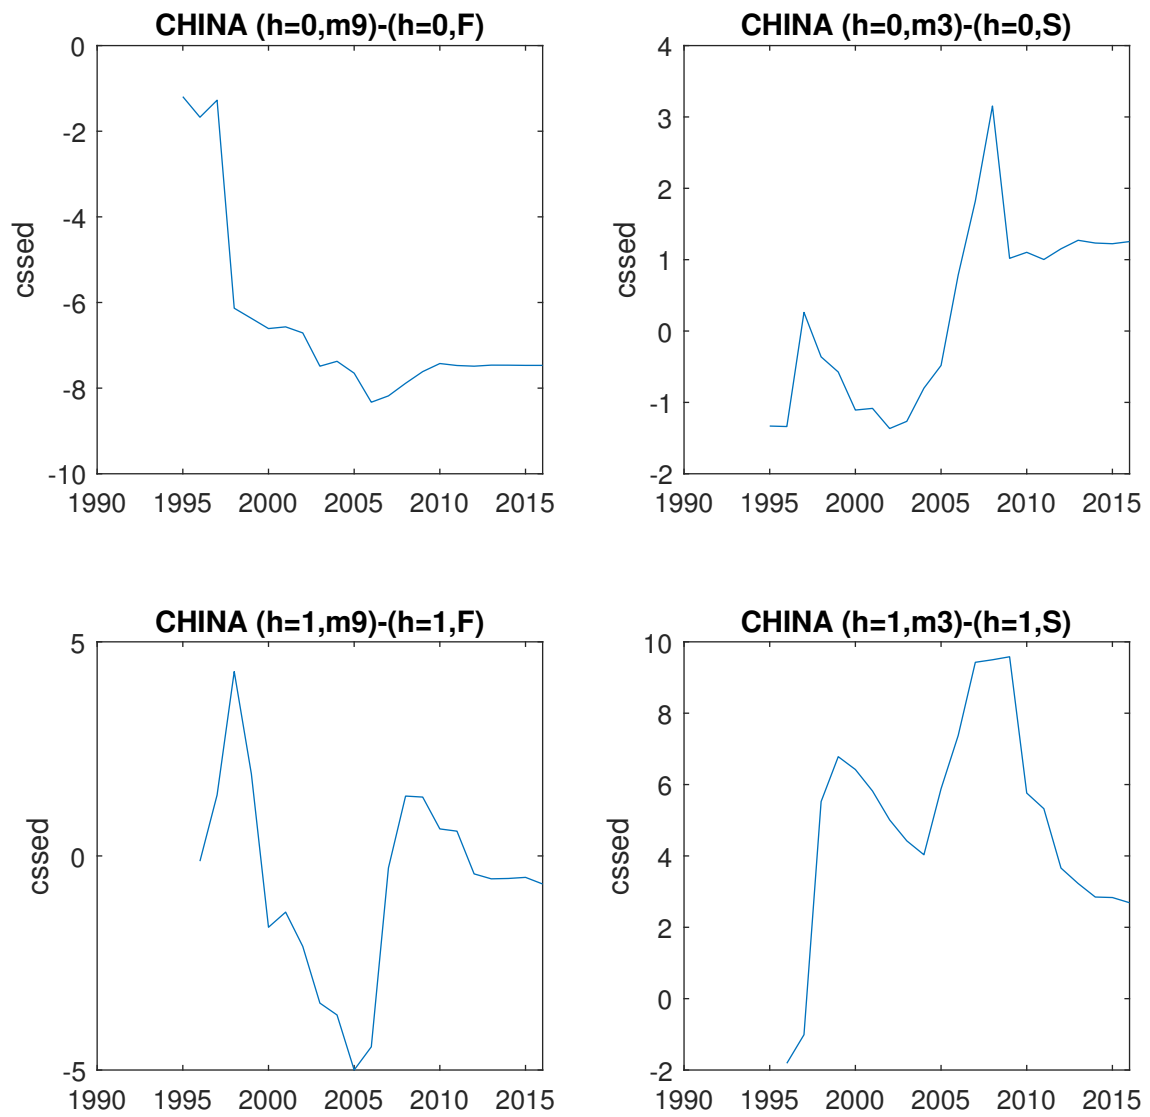 CHINA (h=0,m9)-(h=0,F)
0
-2
-4
-6
-8
-10
cssed
1990 1995 2000 2005 2010 2015
CHINA (h=0,m3)-(h=0,S)
4
3
2
1
0
-1
-2
cssed
1990 1995 2000 2005 2010 2015
CHINA (h=1,m9)-(h=1,F)
5
0
-5
cssed
1990 1995 2000 2005 2010 2015
CHINA (h=1,m3)-(h=1,S)
10
8
6
4
2
0
-2
cssed
1990 1995 2000 2005 2010 2015